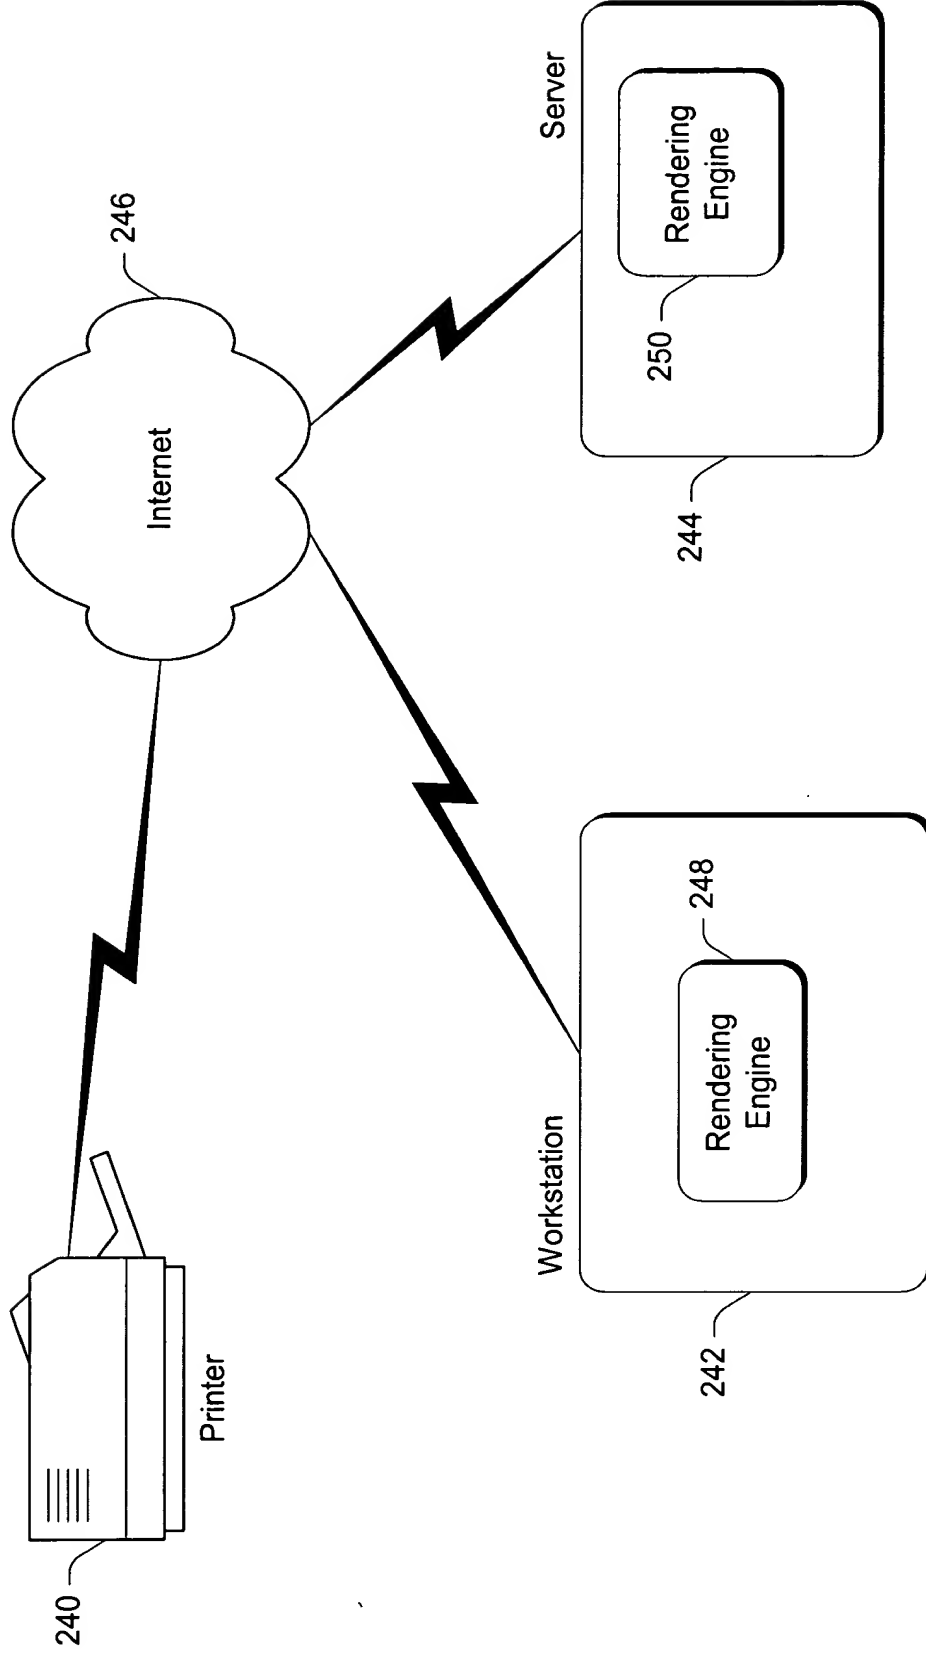 240
Printer
Internet
246
Workstation
242
Rendering
Engine
248
Server
244
250
Rendering
Engine